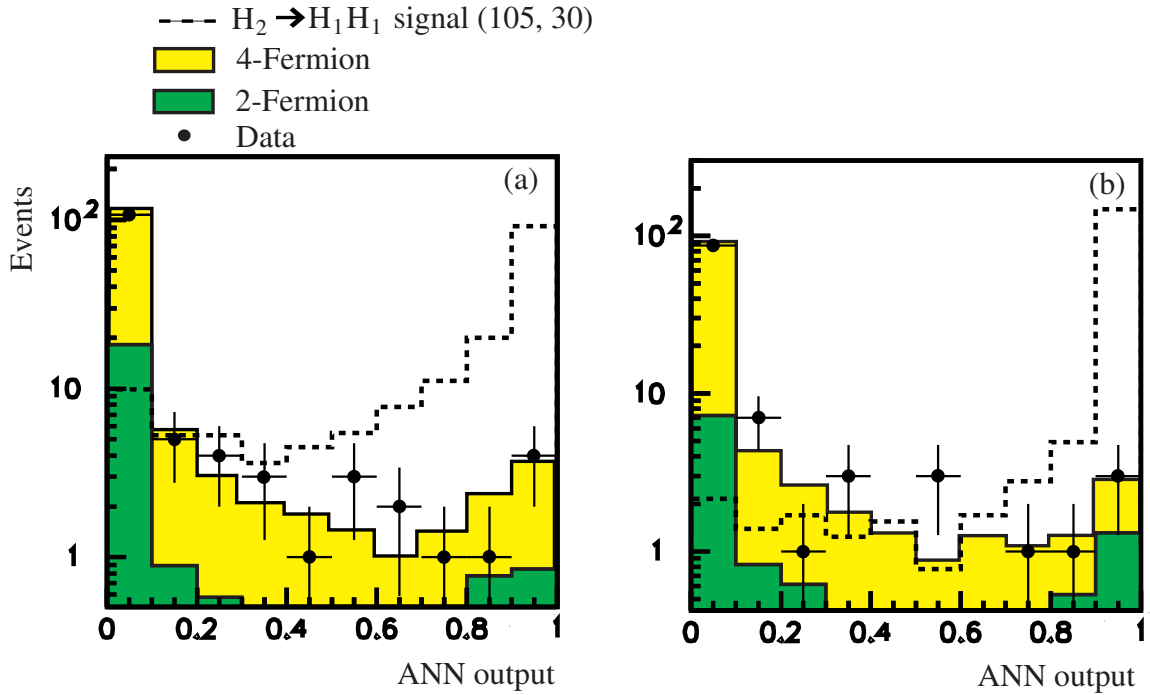 H₂ → H₁H₁ signal (105, 30)
4-Fermion
2-Fermion
Data
(a)
Events
10²
10
1
0 0.2 0.4 0.6 0.8 1
ANN output
(b)
10²
10
1
0 0.2 0.4 0.6 0.8 1
ANN output